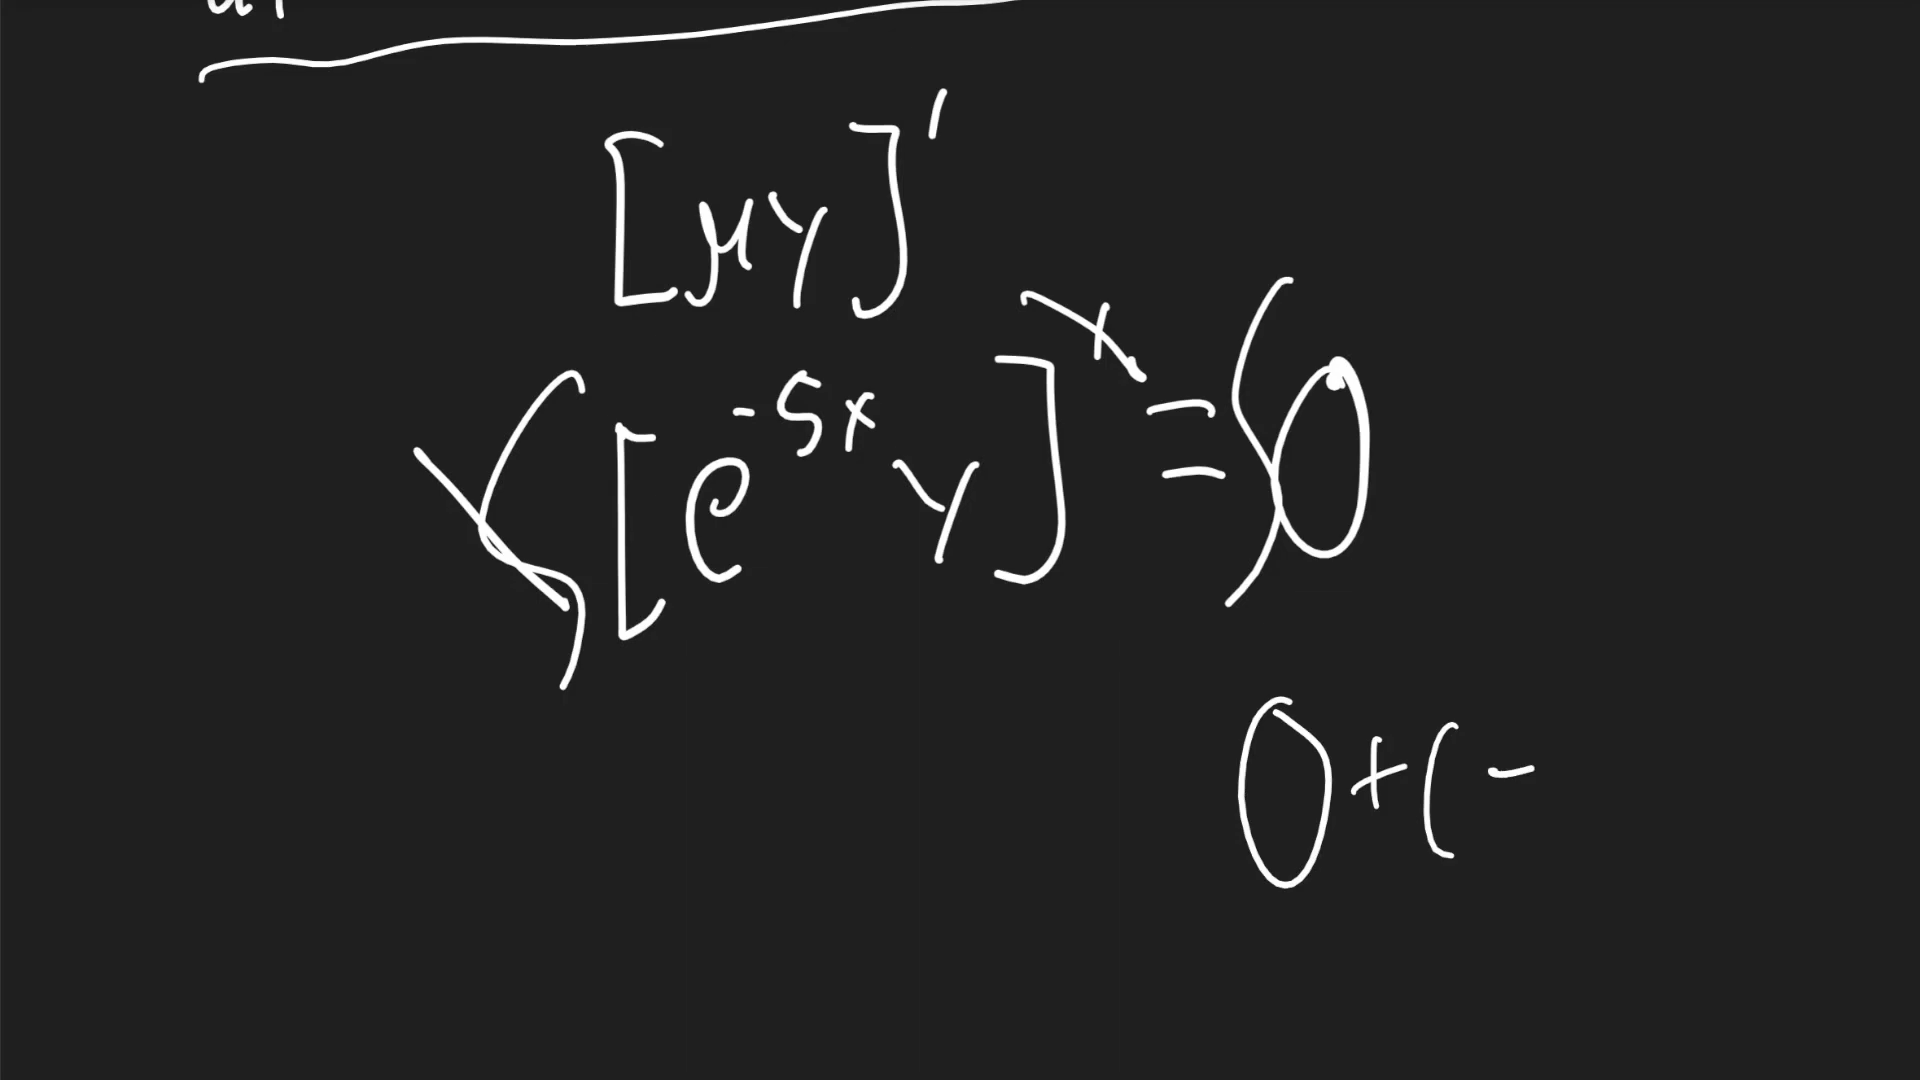 [μy]'
∫[e^{-5x} y]' = ∫0
0 + (-